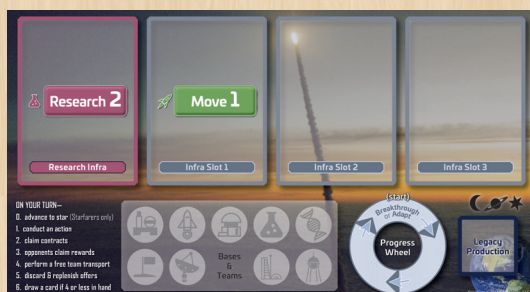 Research 2
Move 1
Research Infra
Infra Slot 1
Infra Slot 2
Infra Slot 3
ON YOUR TURN—
0. advance to star (Starfarers only)
1. conduct an action
2. claim contracts
3. opponents claim rewards
4. perform a free team transport
5. discard & replenish offers
6. draw a card if 4 or less in hand
Bases
&
Teams
(start)
Breakthrough
or Adapt
Progress
Wheel
Legacy
Production